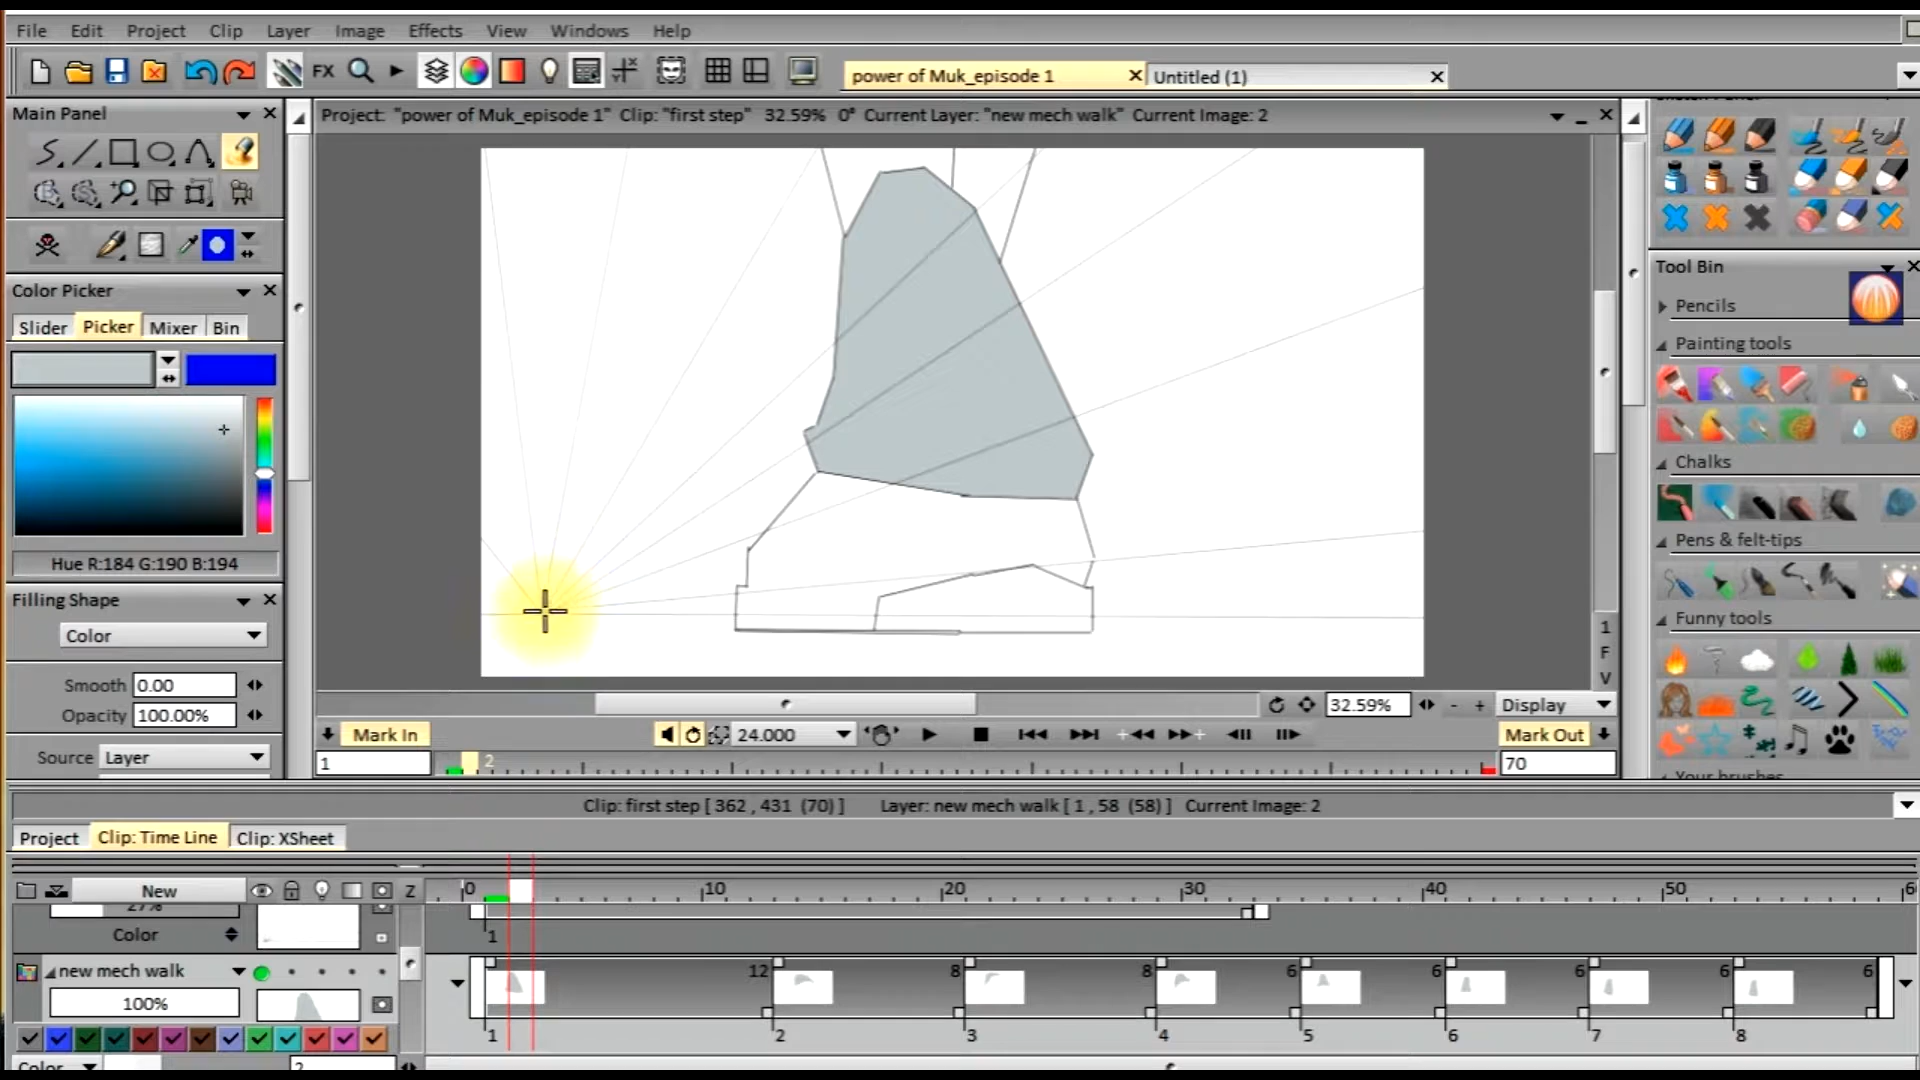 File Edit Project Clip Layer Image Effects View Windows Help
FX
power of Muk_episode 1 Untitled (1)
Main Panel
Project: "power of Muk_episode 1" Clip: "first step" 32.59% 0° Current Layer: "new mech walk" Current Image: 2
Color Picker
Slider Picker Mixer Bin
Hue R:184 G:190 B:194
Filling Shape
Color
Smooth 0.00
Opacity 100.00%
Source Layer
Tool Bin
Pencils
Painting tools
Chalks
Pens & felt-tips
Funny tools
Your brushes
1
F
V
32.59% - + Display
Mark In 24.000 Mark Out
1 2 70
Clip: first step [ 362 , 431 (70) ] Layer: new mech walk [ 1 , 58 (58) ] Current Image: 2
Project Clip: Time Line Clip: XSheet
New Z 0 10 20 30 40 50
27%
Color 1
new mech walk 12 8 8 6 6 6 6 6
100%
1 2 3 4 5 6 7 8
Color 2